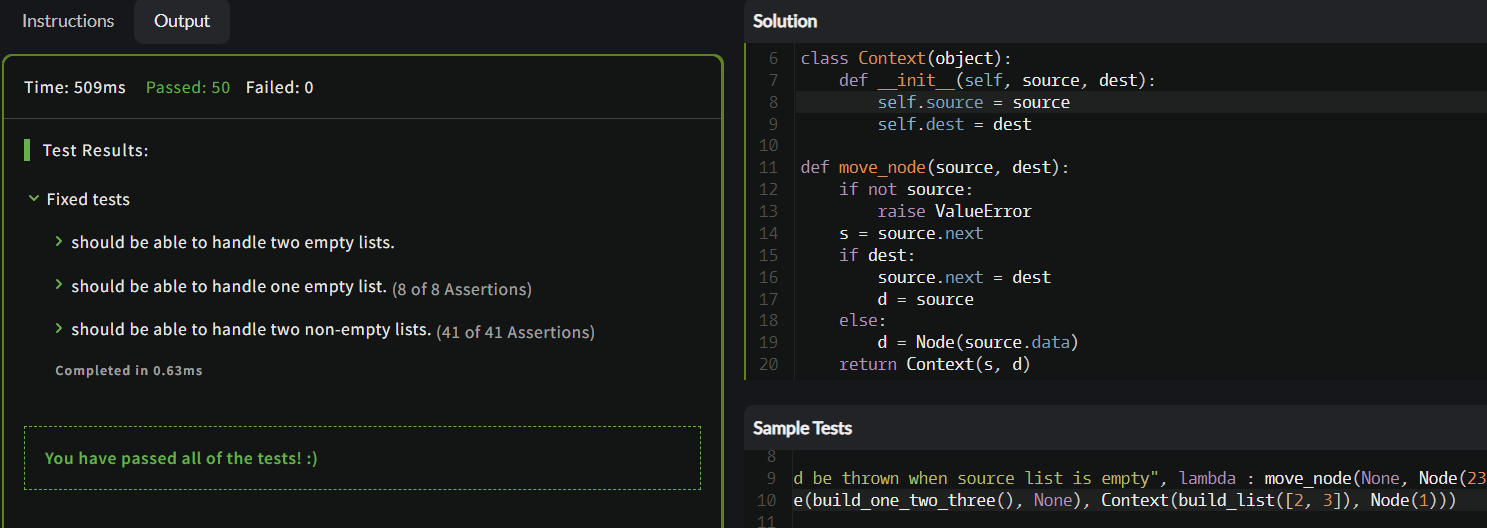 Instructions
Output
Time: 509ms Passed: 50 Failed: 0
Test Results:
Fixed tests
should be able to handle two empty lists.
should be able to handle one empty list. (8 of 8 Assertions)
should be able to handle two non-empty lists. (41 of 41 Assertions)
Completed in 0.63ms
You have passed all of the tests! :)
Solution
6 class Context(object):
7     def __init__(self, source, dest):
8         self.source = source
9         self.dest = dest
10
11 def move_node(source, dest):
12     if not source:
13         raise ValueError
14     s = source.next
15     if dest:
16         source.next = dest
17         d = source
18     else:
19         d = Node(source.data)
20     return Context(s, d)
Sample Tests
8
9 d be thrown when source list is empty", lambda : move_node(None, Node(23
10 e(build_one_two_three(), None), Context(build_list([2, 3]), Node(1)))
11